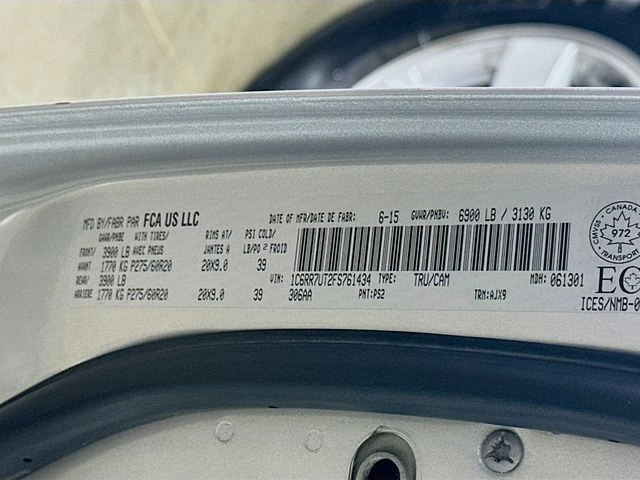 MFD BY/FABR PAR FCA US LLC
DATE OF MFR/DATE DE FABR: 6-15 GVWR/PNBV: 6900 LB / 3130 KG
GAWR/PNBE WITH TIRES/ RIMS AT/ PSI COLD/
FRONT/ 3900 LB AVEC PNEUS JANTES A LB/PO² FROID
AVANT 1770 KG P275/60R20 20X9.0 39
REAR/ 3900 LB
ARRIERE 1770 KG P275/60R20 20X9.0 39
VIN: 1C6RR7UT2FS761434 TYPE: TRU/CAM MDH: 061301
306AA PNT:PS2 TRM:AJX9
CANADA
CMVSS 972
TRANSPORT
ICES/NMB-0